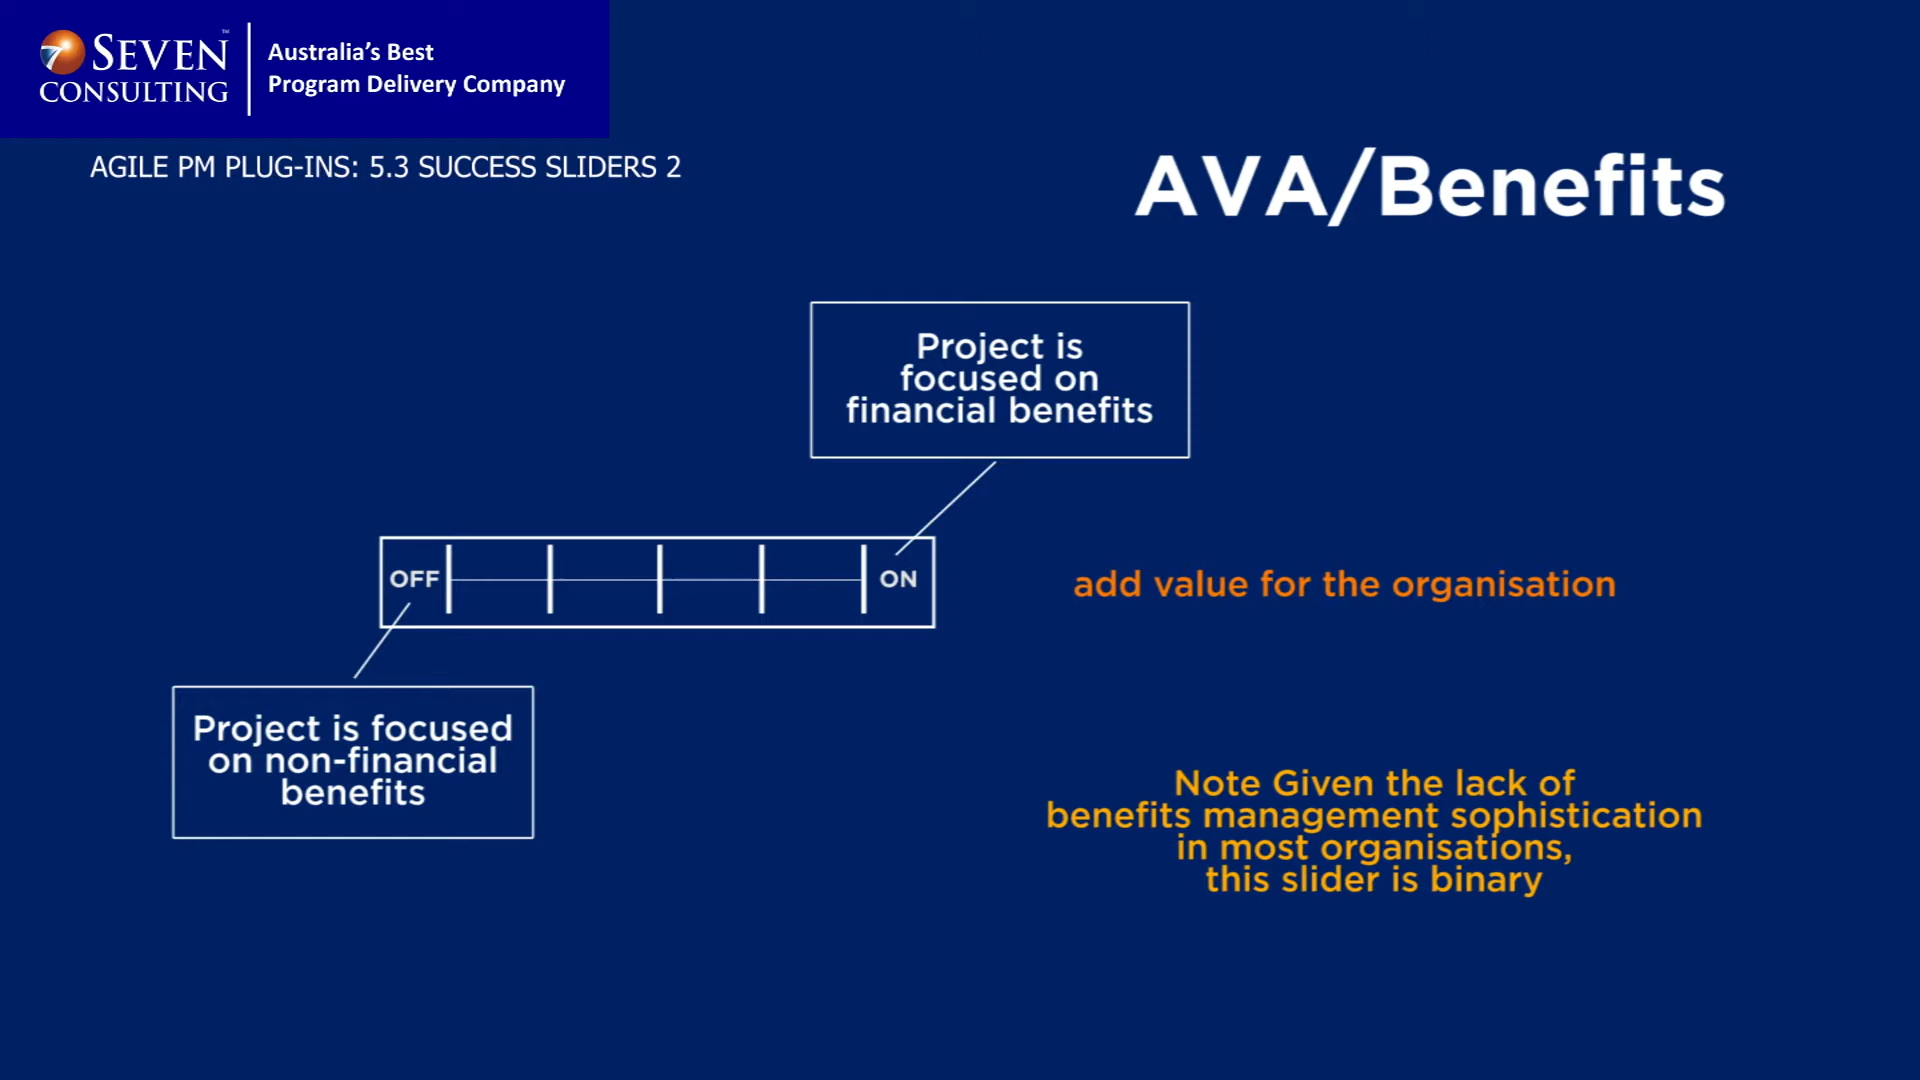 SEVEN™
CONSULTING
Australia's Best
Program Delivery Company
AGILE PM PLUG-INS: 5.3 SUCCESS SLIDERS 2
AVA/Benefits
Project is
focused on
financial benefits
OFF
ON
add value for the organisation
Project is focused
on non-financial
benefits
Note Given the lack of
benefits management sophistication
in most organisations,
this slider is binary